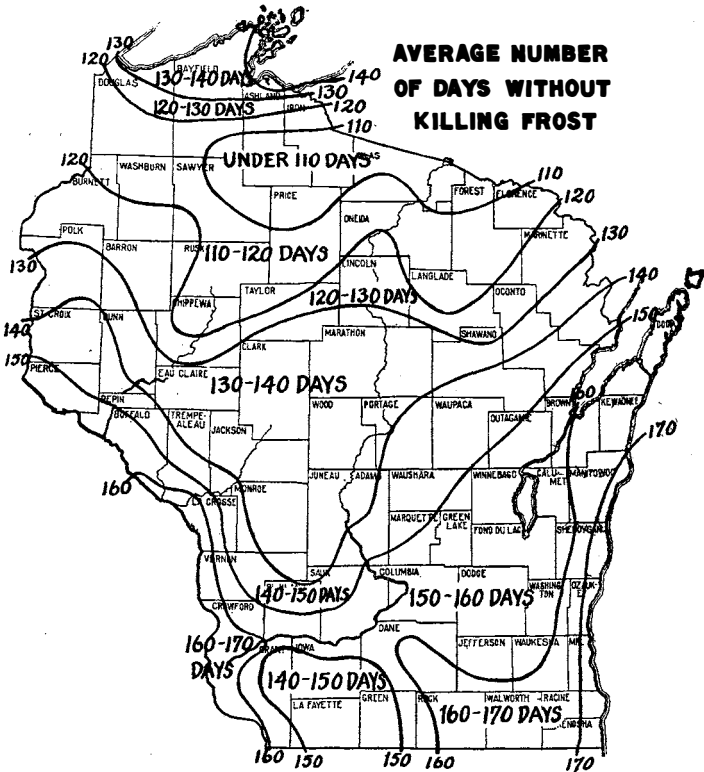 AVERAGE NUMBER
OF DAYS WITHOUT
KILLING FROST
130
120
DOUGLAS
BAYFIELD
130-140 DAYS
140
ASHLAND
130
120-130 DAYS
IRON
120
110
UNDER 110 DAYS
120
WASHBURN
SAWYER
BURNETT
FOREST
FLORENCE
110
PRICE
120
POLK
ONEIDA
MARINETTE
130
BARRON
RUSK
110-120 DAYS
130
LINCOLN
LANGLADE
140
TAYLOR
120-130 DAYS
OCONTO
CHIPPEWA
150
140
ST CROIX
DUNN
DOOR
MARATHON
SHAWANO
CLARK
150
PIERCE
EAU CLAIRE
130-140 DAYS
160
PEPIN
WOOD
PORTAGE
WAUPACA
BROWN
KEWAUNEE
BUFFALO
TREMPE-
ALEAU
OUTAGAMIE
JACKSON
170
160
JUNEAU
ADAMS
WAUSHARA
WINNEBAGO
CALU-
MET
MANITOWOC
MONROE
LA CROSSE
MARQUETTE
GREEN
LAKE
FOND DU LAC
SHEBOYGAN
VERNON
SAUK
COLUMBIA
DODGE
140-150 DAYS
150-160 DAYS
WASHING
TON
OZAUK-
EE
CRAWFORD
DANE
160-170
DAYS
GRANT
IOWA
JEFFERSON
WAUKESHA
MIL.
140-150 DAYS
LA FAYETTE
GREEN
ROCK
WALWORTH
RACINE
160-170 DAYS
KENOSHA
160
150
150
160
170